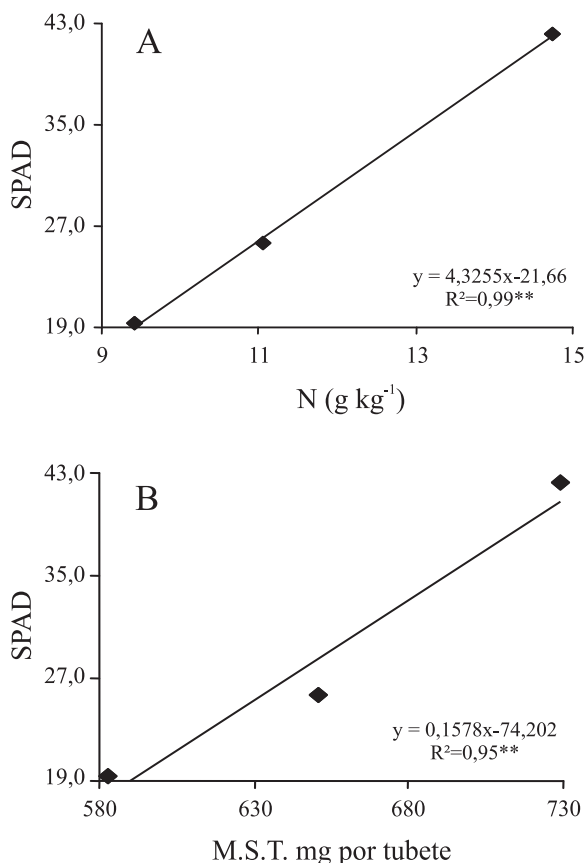 A
43,0
35,0
27,0
19,0
SPAD
y = 4,3255x-21,66
R²=0,99**
9 11 13 15
N (g kg⁻¹)
B
43,0
35,0
27,0
19,0
SPAD
y = 0,1578x-74,202
R²=0,95**
580 630 680 730
M.S.T. mg por tubete